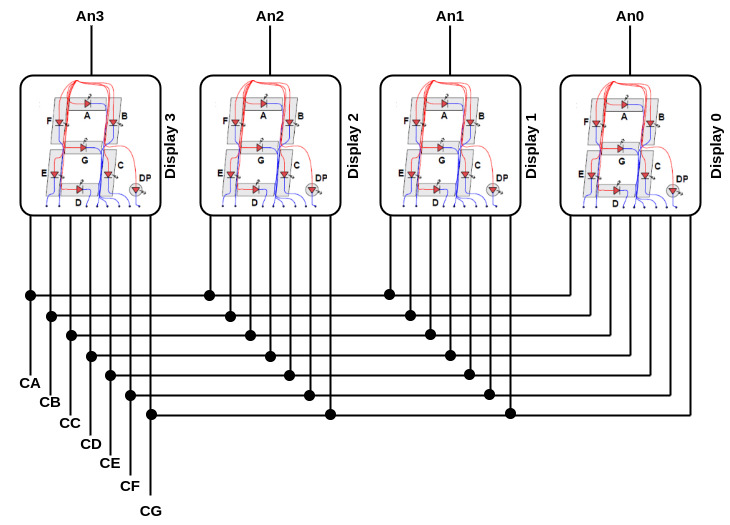 An3 An2 An1 An0
A
F B
G
E C
DP
D
Display 3
A
F B
G
E C
DP
D
Display 2
A
F B
G
E C
DP
D
Display 1
A
F B
G
E C
DP
D
Display 0
CA
CB
CC
CD
CE
CF
CG